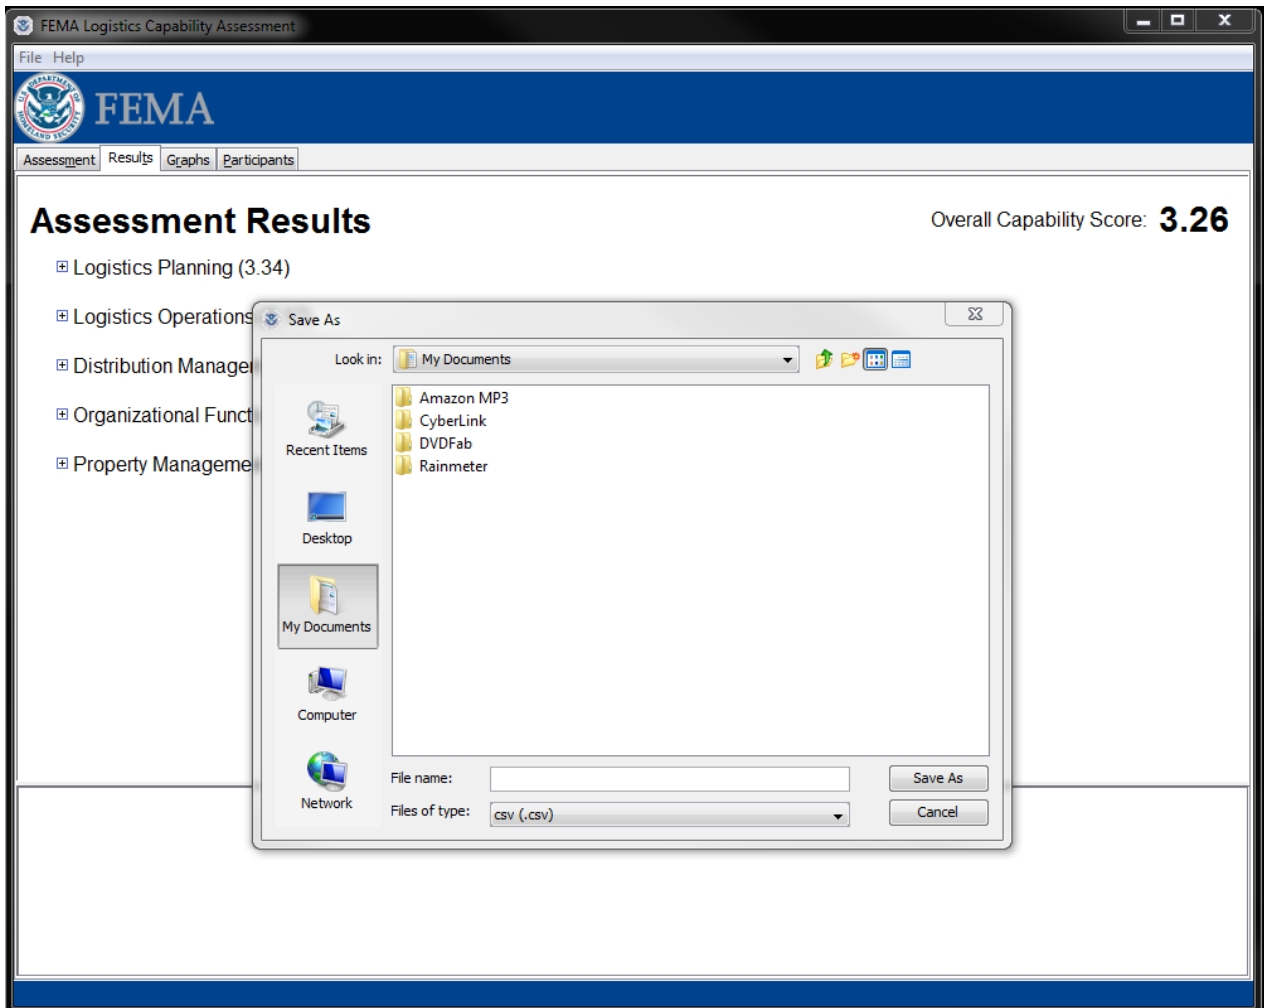 FEMA Logistics Capability Assessment
File Help
FEMA
Assessment Results Graphs Participants
Assessment Results
Overall Capability Score: 3.26
Logistics Planning (3.34)
Logistics Operations
Distribution Manage
Organizational Funct
Property Manageme
Save As
Look in: My Documents
Recent Items
Desktop
My Documents
Computer
Network
Amazon MP3
CyberLink
DVDFab
Rainmeter
File name:
Save As
Files of type: csv (.csv)
Cancel